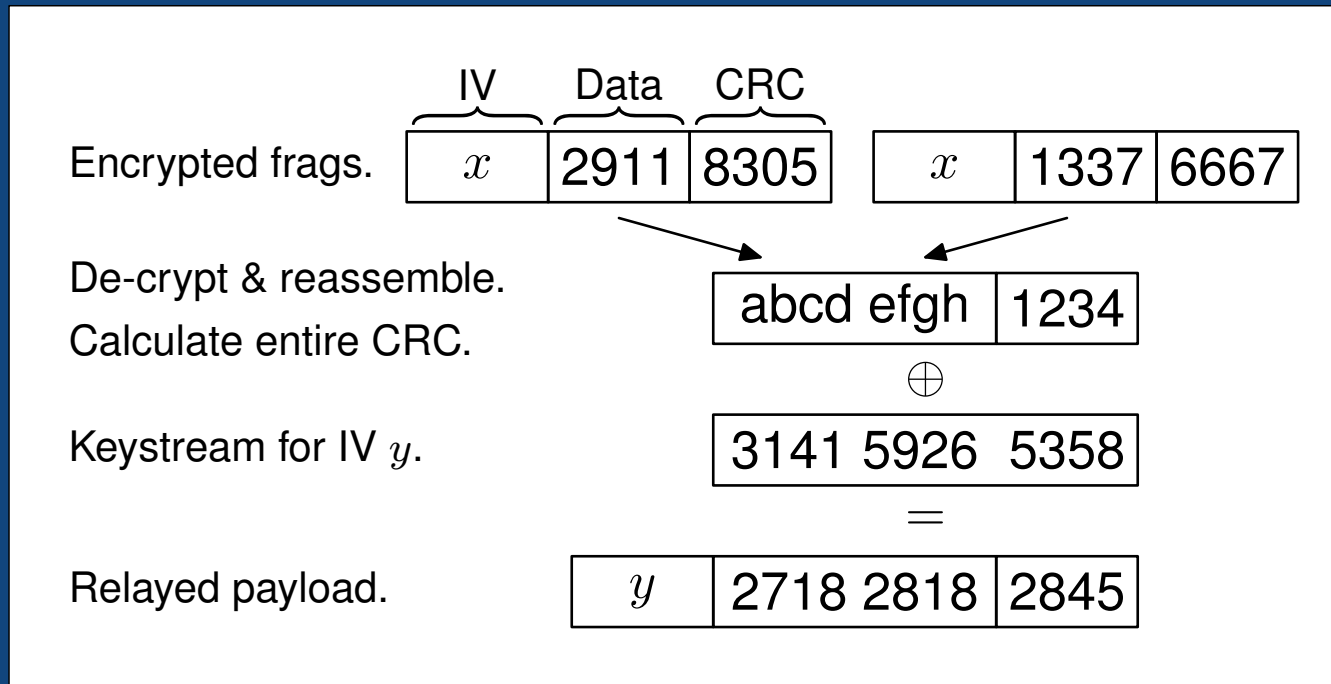 IV Data CRC
Encrypted frags. x 2911 8305 x 1337 6667
De-crypt & reassemble.
abcd efgh 1234
Calculate entire CRC.
⊕
Keystream for IV y. 3141 5926 5358
=
Relayed payload. y 2718 2818 2845